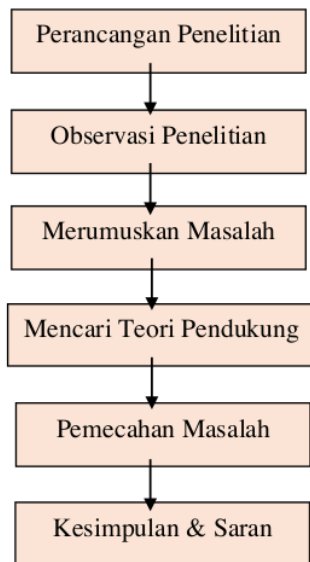 Perancangan Penelitian
Observasi Penelitian
Merumuskan Masalah
Mencari Teori Pendukung
Pemecahan Masalah
Kesimpulan & Saran